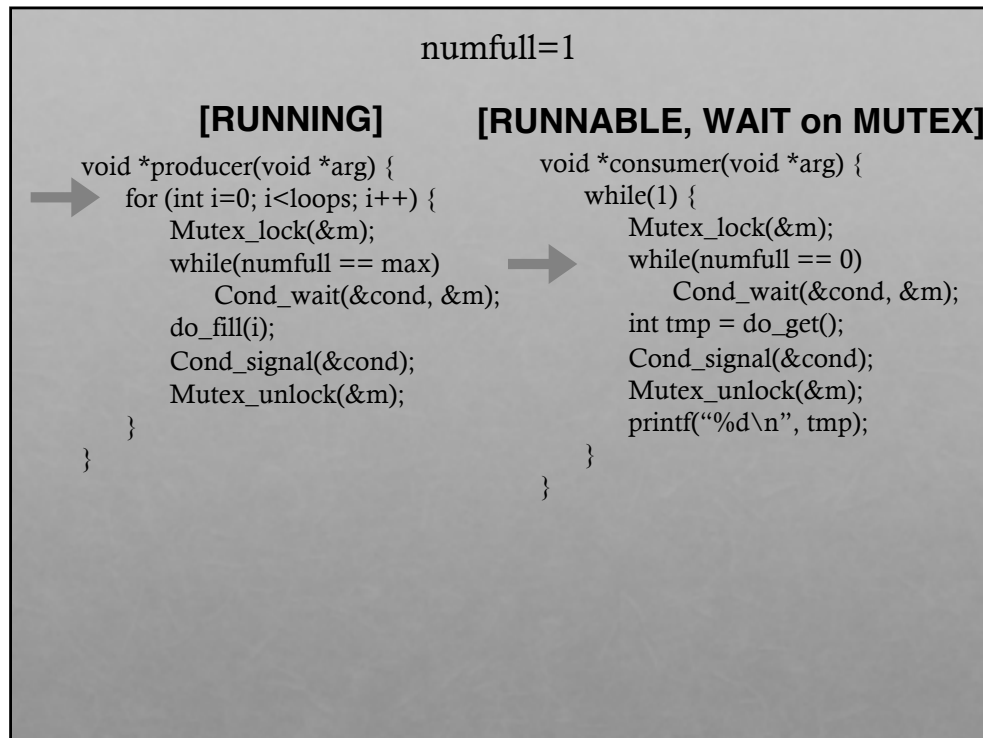 numfull=1
[RUNNING]
void *producer(void *arg) {
for (int i=0; i<loops; i++) {
Mutex_lock(&m);
while(numfull == max)
Cond_wait(&cond, &m);
do_fill(i);
Cond_signal(&cond);
Mutex_unlock(&m);
}
}
[RUNNABLE, WAIT on MUTEX]
void *consumer(void *arg) {
while(1) {
Mutex_lock(&m);
while(numfull == 0)
Cond_wait(&cond, &m);
int tmp = do_get();
Cond_signal(&cond);
Mutex_unlock(&m);
printf(“%d\n”, tmp);
}
}